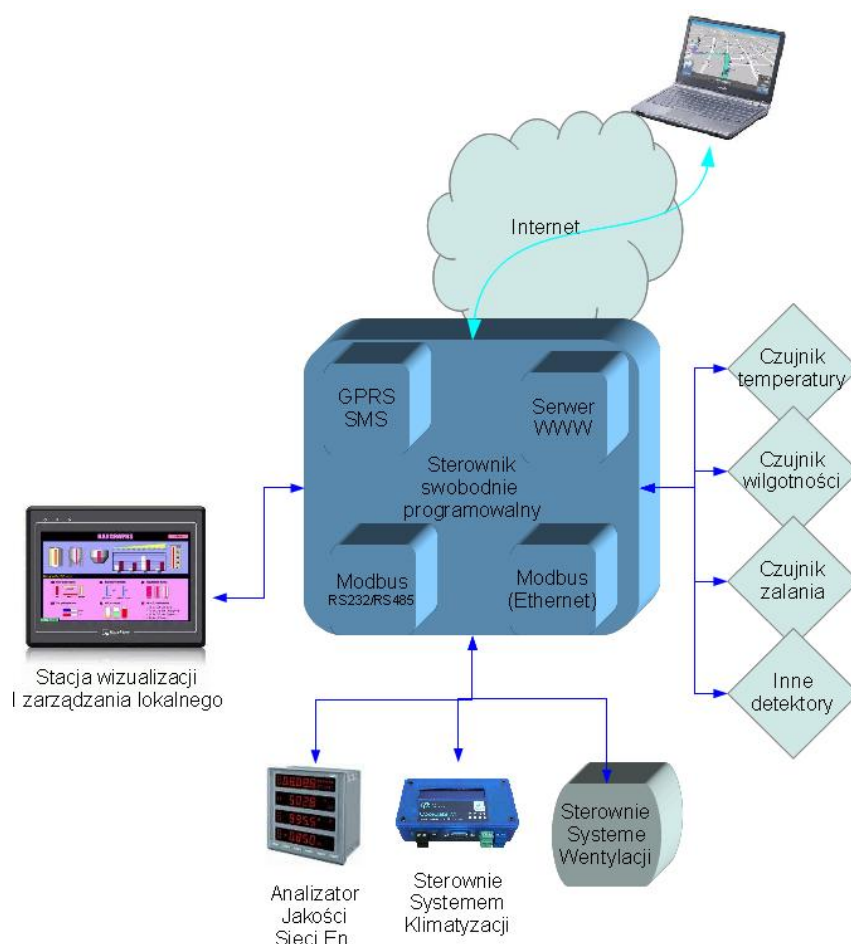 Internet
GPRS
SMS
Serwer
WWW
Sterownik
swobodnie
programowalny
Modbus
RS232/RS485
Modbus
(Ethernet)
Czujnik
temperatury
Czujnik
wilgotności
Czujnik
zalania
Inne
detektory
Stacja wizualizacji
I zarządzania lokalnego
Analizator
Jakości
Sieci En.
Sterownie
Systemem
Klimatyzacji
Sterownie
Systeme
Wentylacji